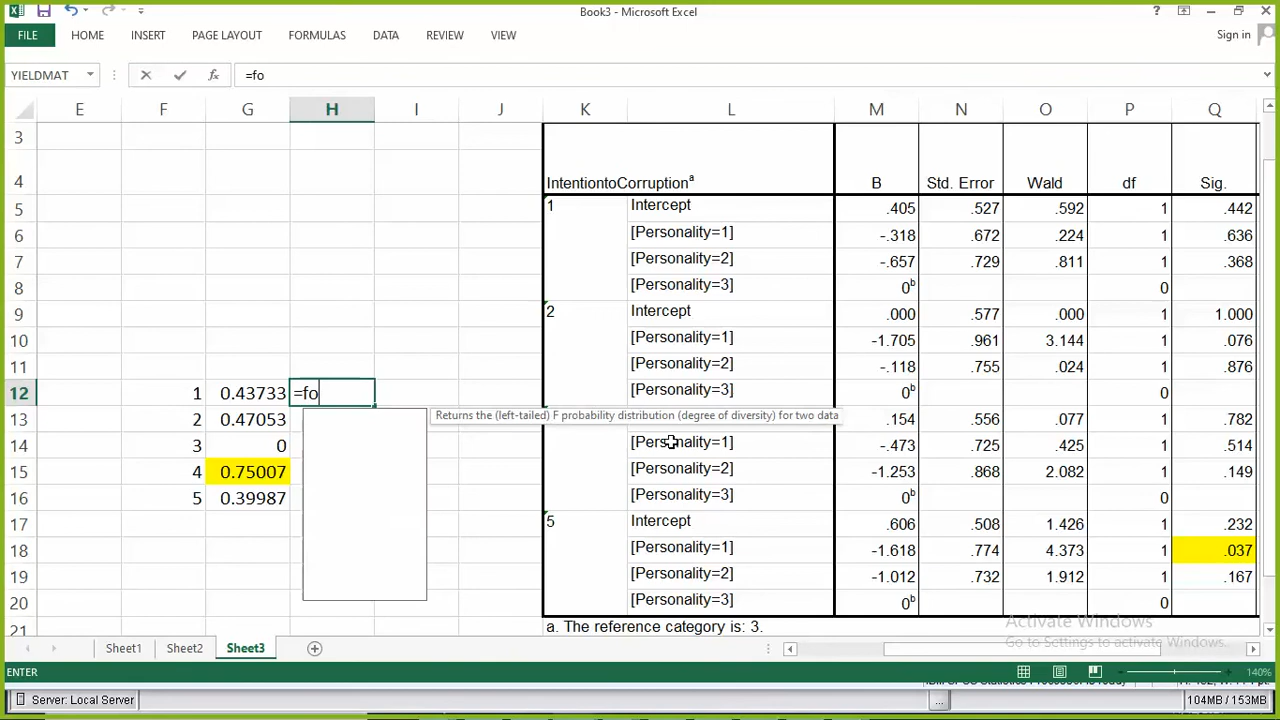 Book3 - Microsoft Excel
FILE HOME INSERT PAGE LAYOUT FORMULAS DATA REVIEW VIEW Sign in
YIELDMAT fx =fo
E F G H I J K L M N O P Q
3
4 IntentiontoCorruptionᵃ B Std. Error Wald df Sig.
5 1 Intercept .405 .527 .592 1 .442
6 [Personality=1] -.318 .672 .224 1 .636
7 [Personality=2] -.657 .729 .811 1 .368
8 [Personality=3] 0ᵇ 0
9 2 Intercept .000 .577 .000 1 1.000
10 [Personality=1] -1.705 .961 3.144 1 .076
11 [Personality=2] -.118 .755 .024 1 .876
12 1 0.43733 =fo [Personality=3] 0ᵇ 0
13 2 0.47053 Returns the (left-tailed) F probability distribution (degree of diversity) for two data .154 .556 .077 1 .782
14 3 0 [Personality=1] -.473 .725 .425 1 .514
15 4 0.75007 [Personality=2] -1.253 .868 2.082 1 .149
16 5 0.39987 [Personality=3] 0ᵇ 0
17 5 Intercept .606 .508 1.426 1 .232
18 [Personality=1] -1.618 .774 4.373 1 .037
19 [Personality=2] -1.012 .732 1.912 1 .167
20 [Personality=3] 0ᵇ 0
21 a. The reference category is: 3.
Activate Windows
Go to Settings to activate Windows.
Sheet1 Sheet2 Sheet3
ENTER 140%
Server: Local Server ... 104MB / 153MB